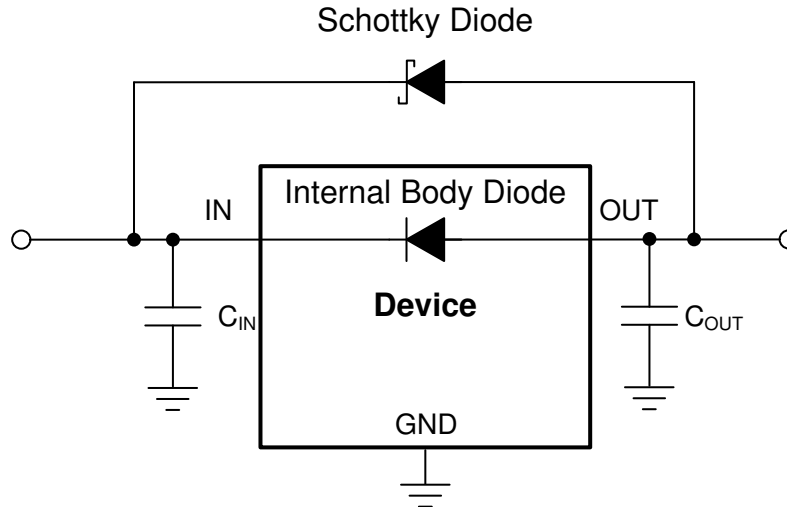 Schottky Diode
Internal Body Diode
IN
OUT
Device
CIN
COUT
GND